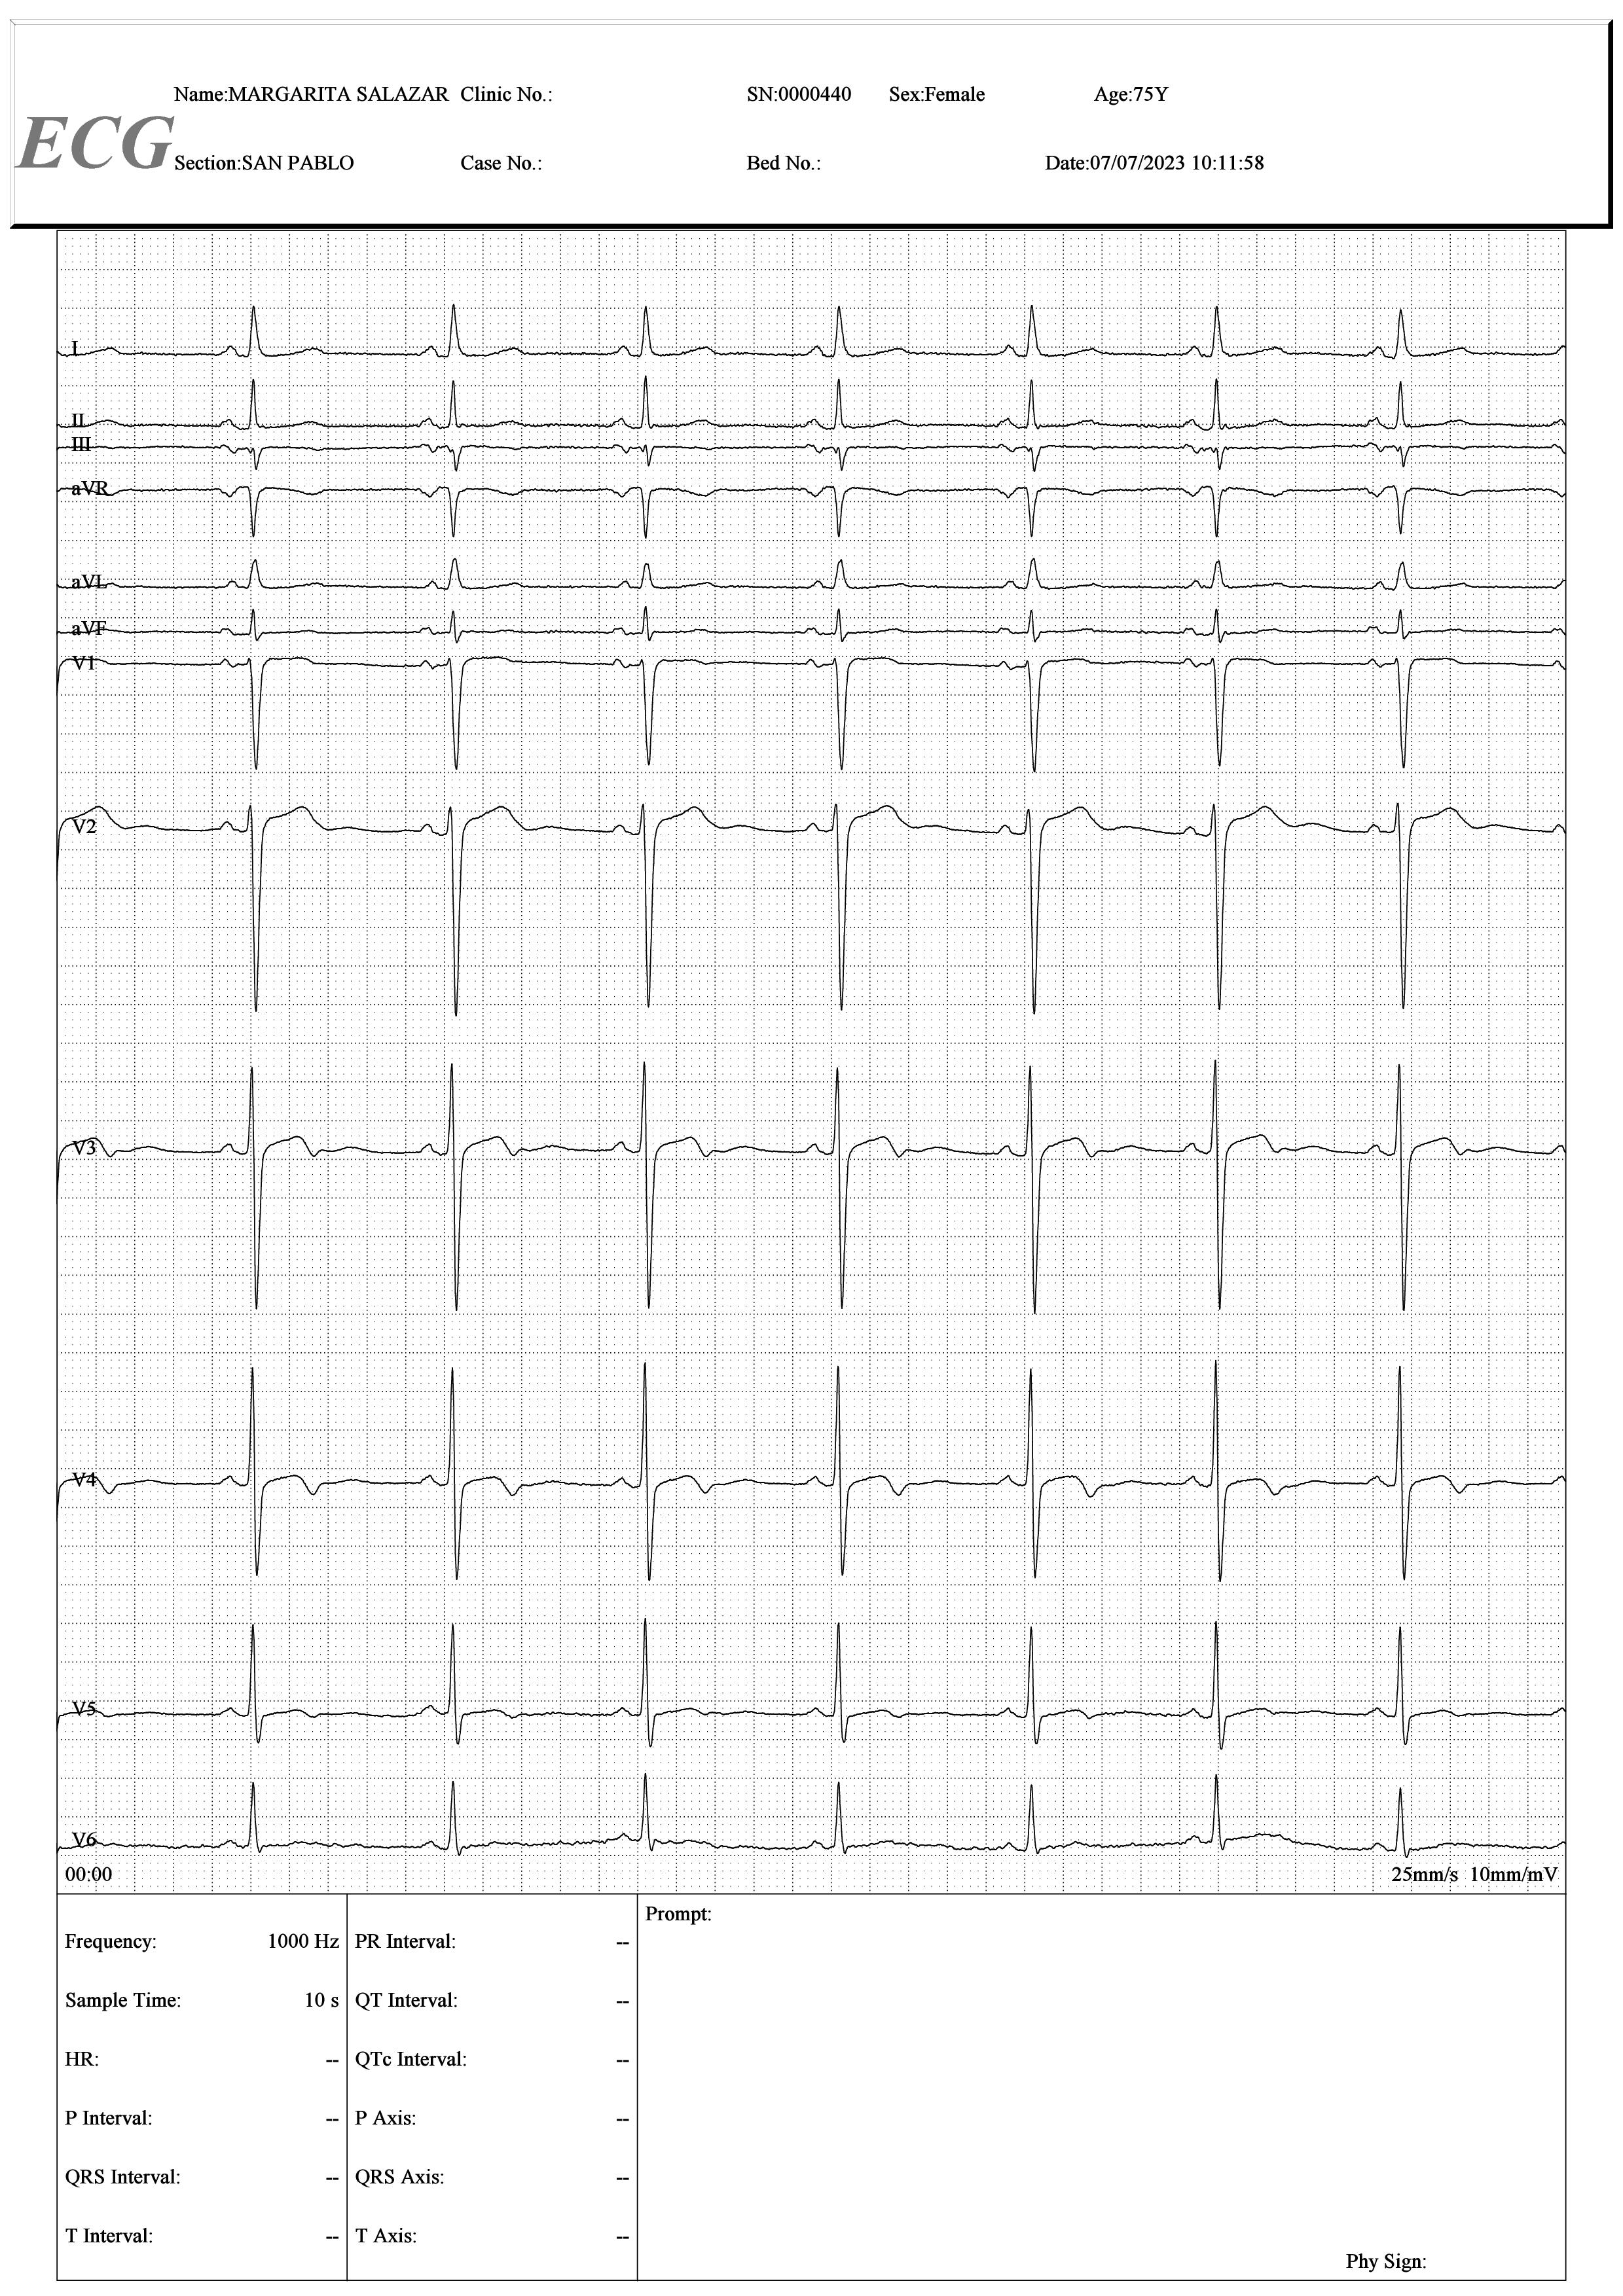 ECG
Name:MARGARITA SALAZAR Clinic No.: SN:0000440 Sex:Female Age:75Y
Section:SAN PABLO Case No.: Bed No.: Date:07/07/2023 10:11:58
I
II
III
aVR
aVL
aVF
V1
V2
V3
V4
V5
V6
00:00 25mm/s 10mm/mV
Frequency: 1000 Hz
Sample Time: 10 s
HR: --
P Interval: --
QRS Interval: --
T Interval: --
PR Interval: --
QT Interval: --
QTc Interval: --
P Axis: --
QRS Axis: --
T Axis: --
Prompt:
Phy Sign: